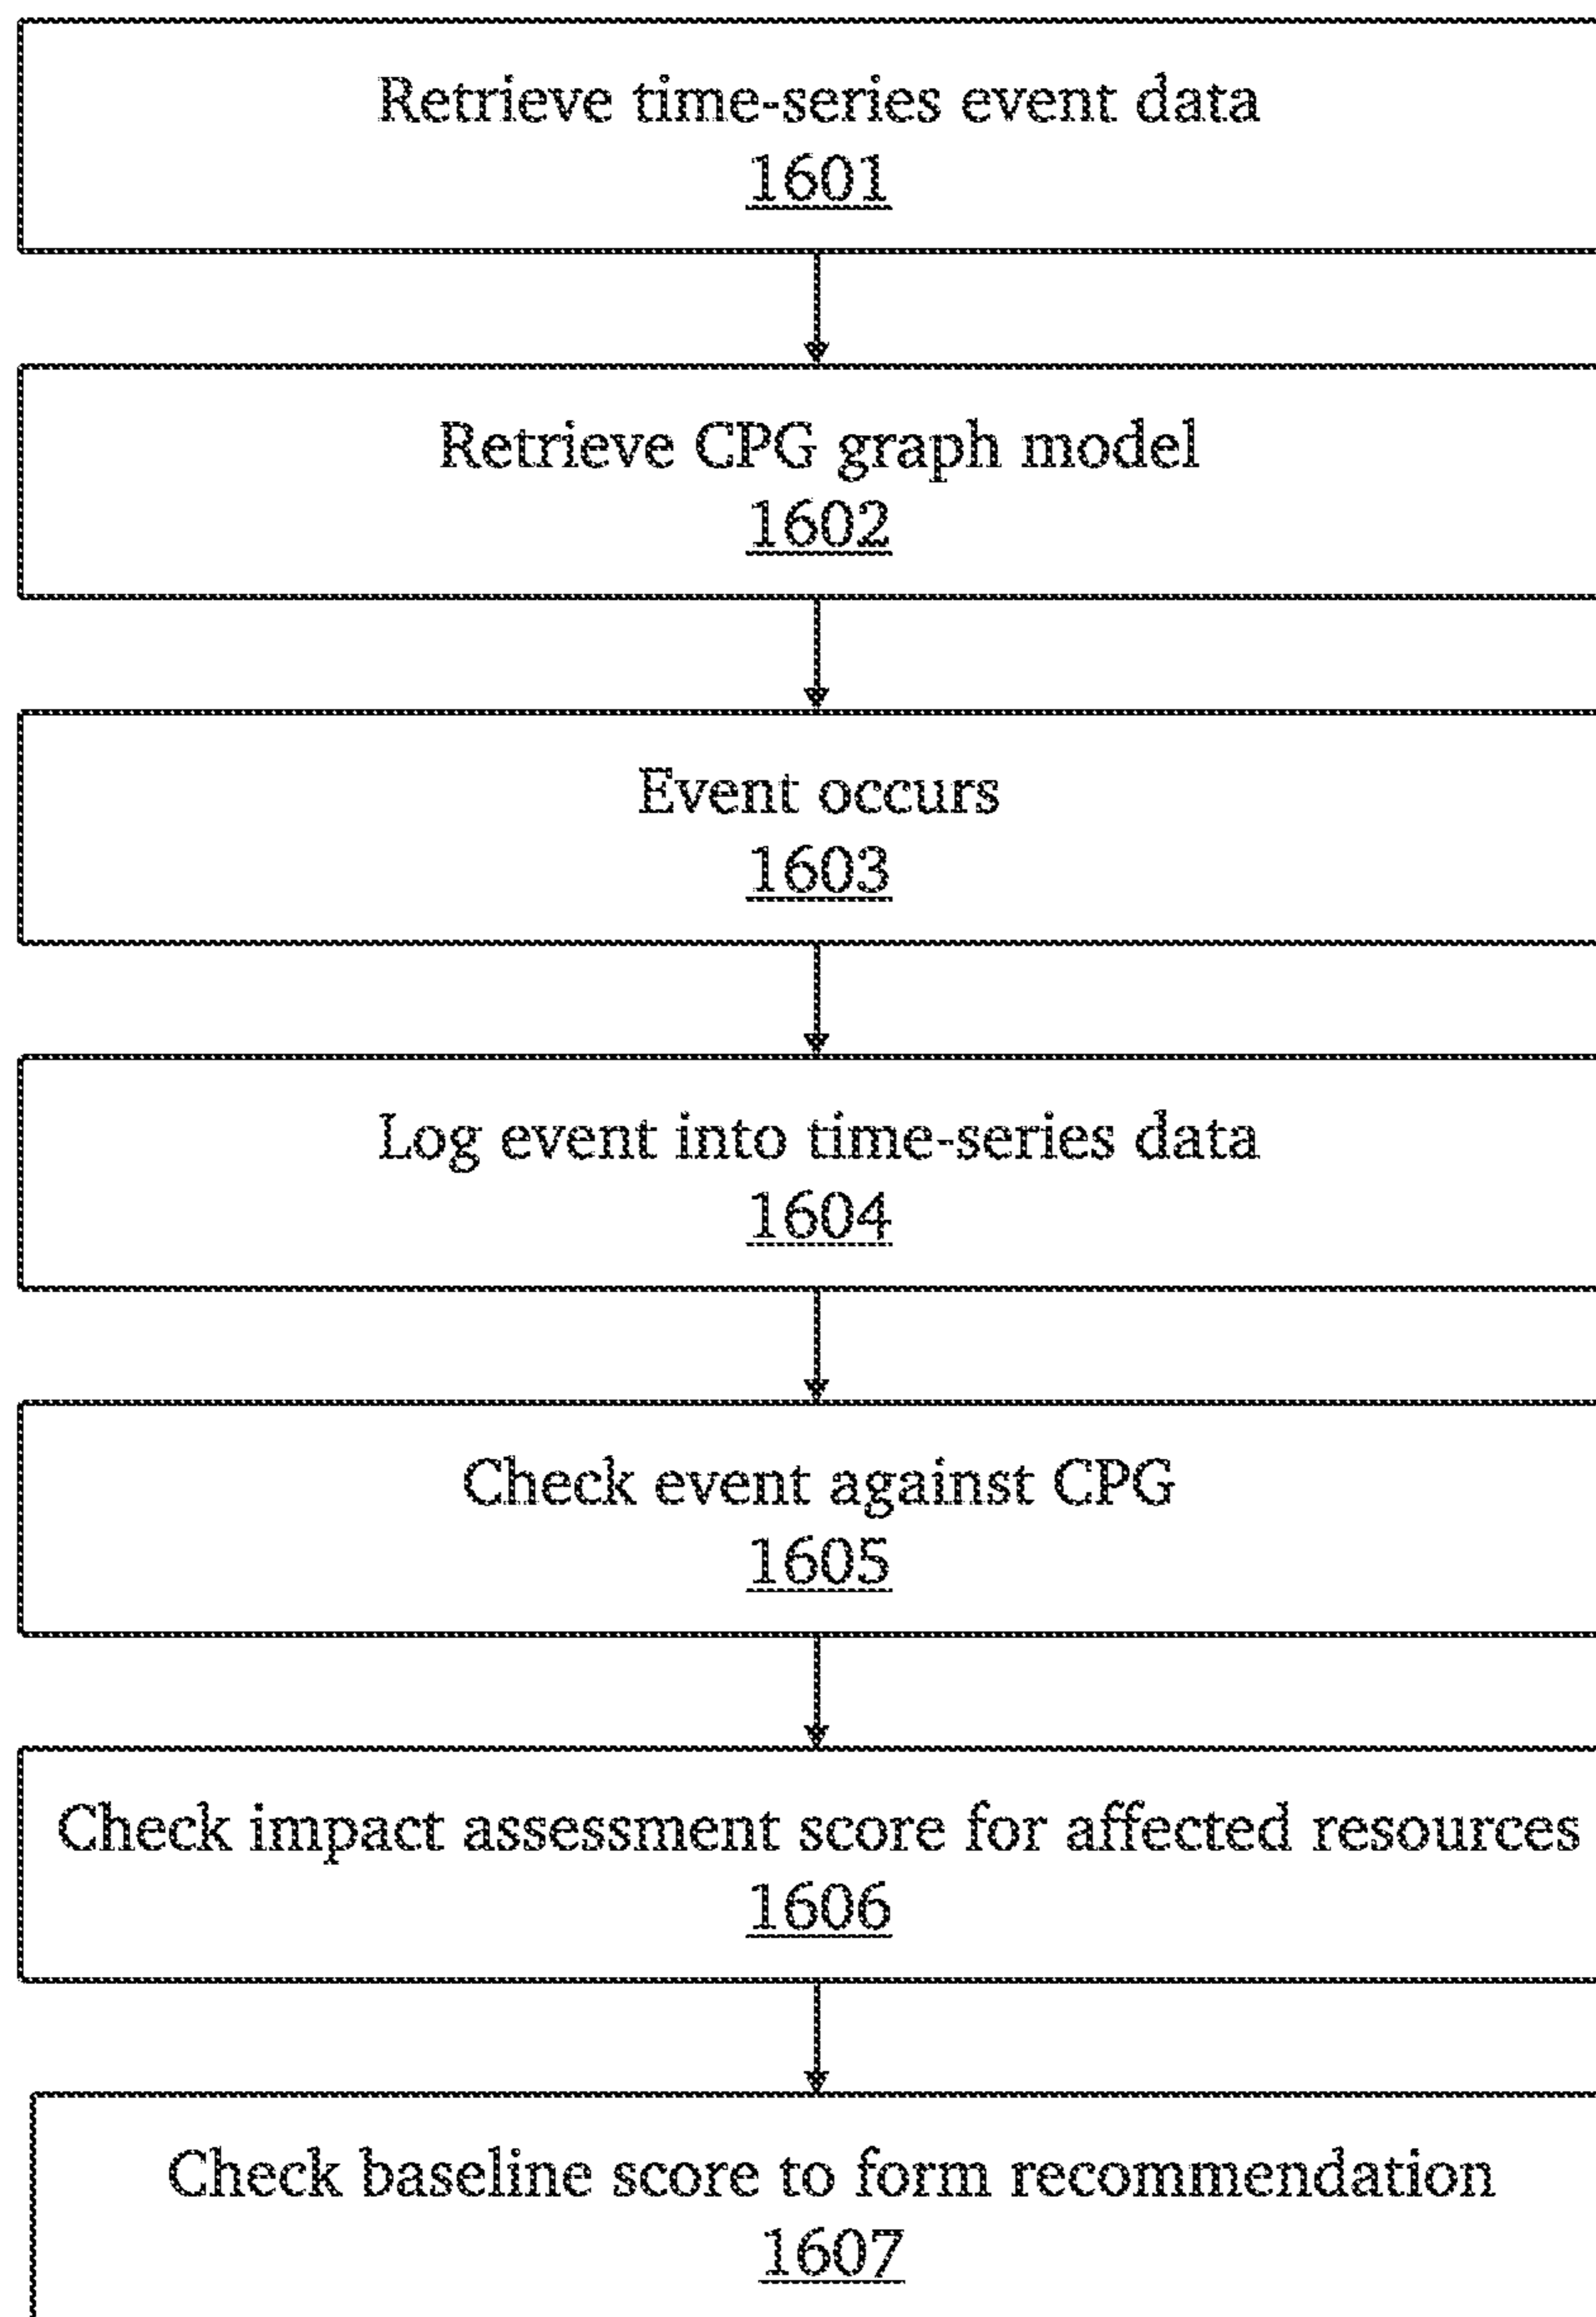 Retrieve time-series event data
1601
Retrieve CPG graph model
1602
Event occurs
1603
Log event into time-series data
1604
Check event against CPG
1605
Check impact assessment score for affected resources
1606
Check baseline score to form recommendation
1607